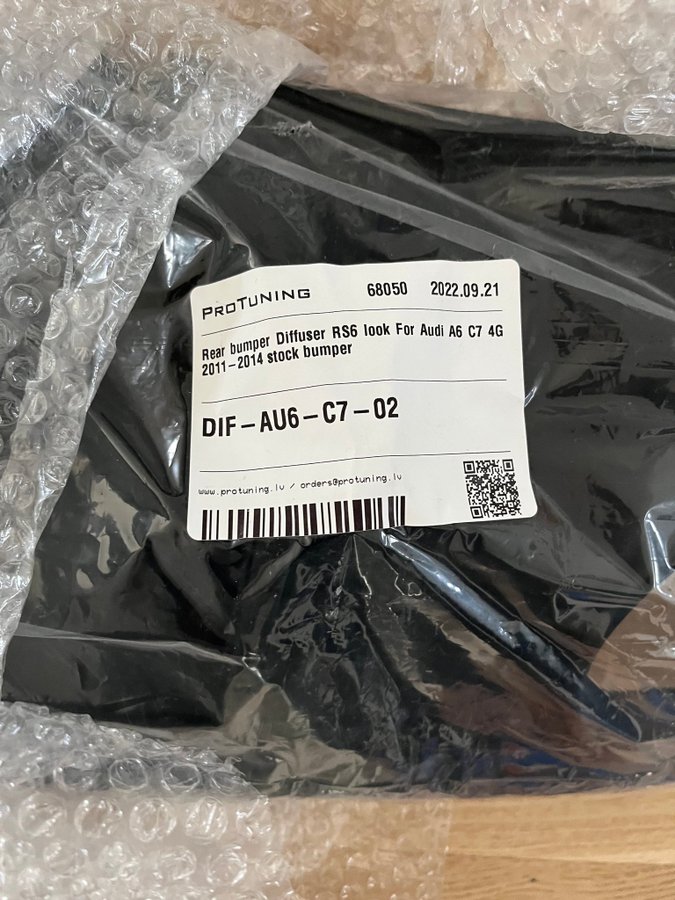 PROTUNING 68050 2022.09.21
Rear bumper Diffuser RS6 look For Audi A6 C7 4G
2011-2014 stock bumper
DIF-AU6-C7-02
www.protuning.lv / orders@protuning.lv